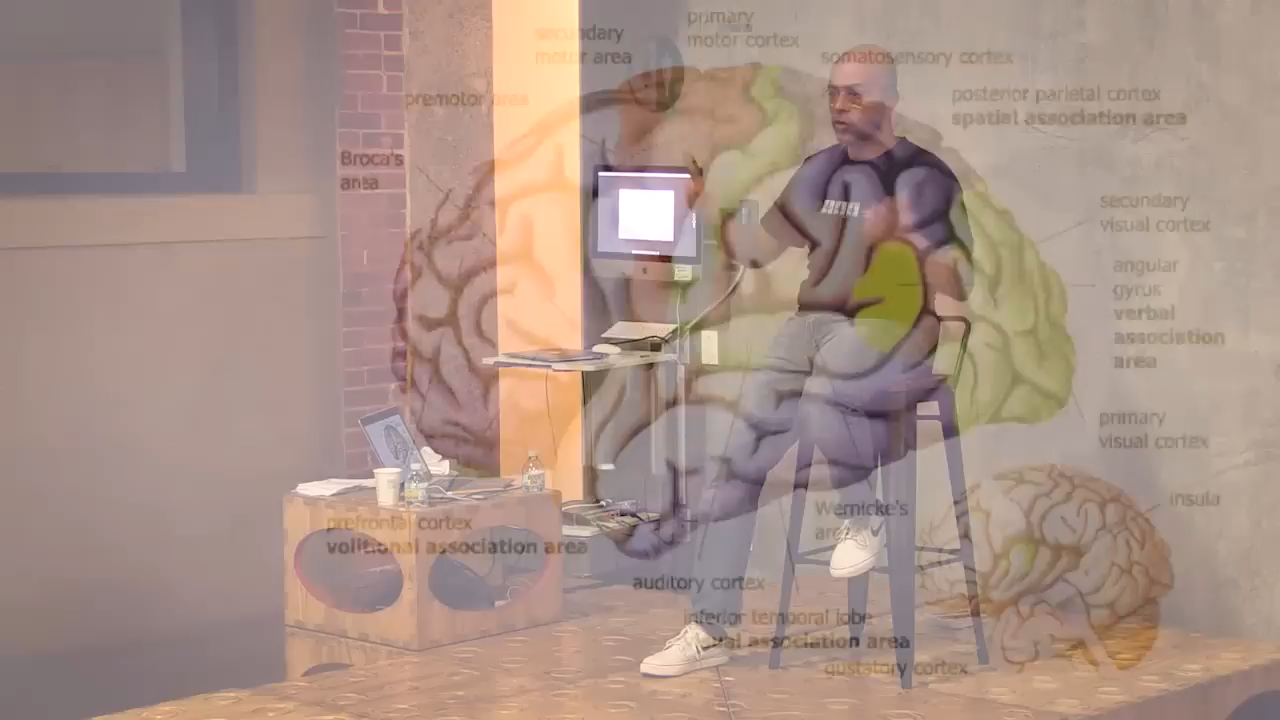 primary
motor cortex
secondary
motor area
somatosensory cortex
premotor area
posterior parietal cortex
spatial association area
Broca's
area
secondary
visual cortex
angular
gyrus
verbal
association
area
primary
visual cortex
insula
Wernicke's
area
prefrontal cortex
volitional association area
auditory cortex
inferior temporal lobe
association area
gustatory cortex